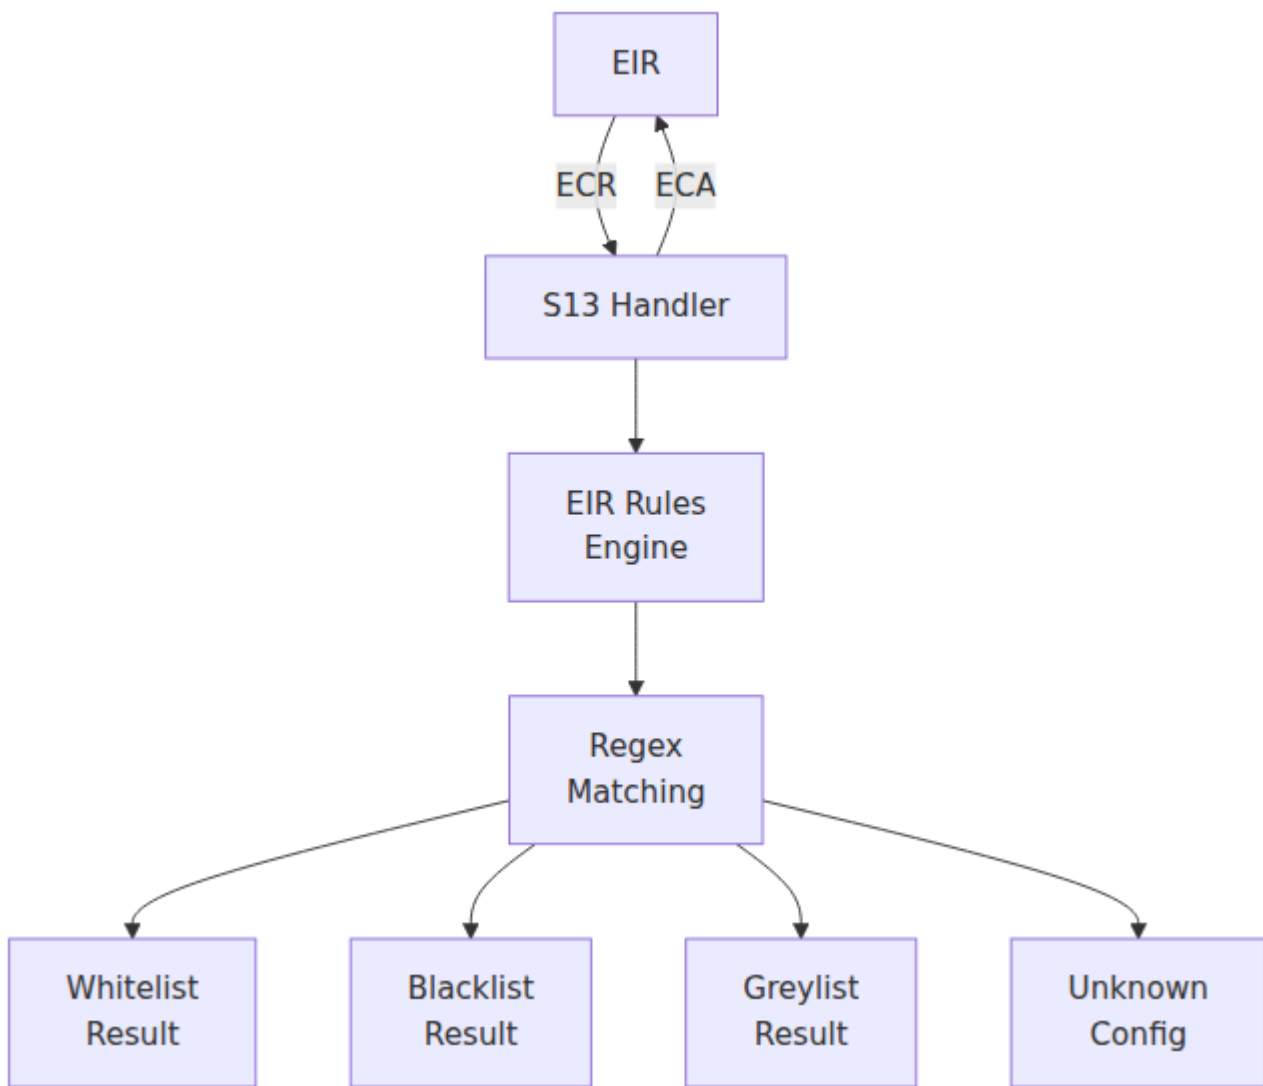 EIR
ECR
ECA
S13 Handler
EIR Rules
Engine
Regex
Matching
Whitelist
Result
Blacklist
Result
Greylist
Result
Unknown
Config